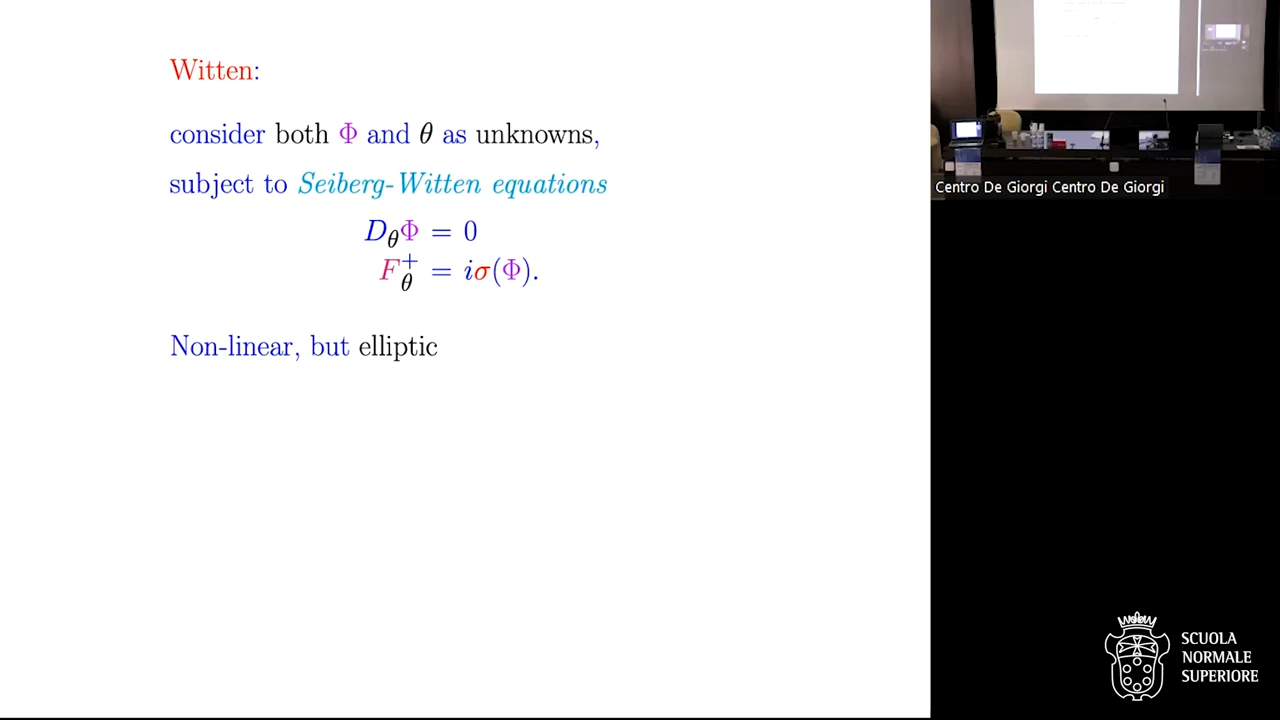 Witten:
consider both Φ and θ as unknowns,
subject to Seiberg-Witten equations
D_θΦ = 0
F_θ^+ = iσ(Φ).
Non-linear, but elliptic
Centro De Giorgi Centro De Giorgi
SCUOLA
NORMALE
SUPERIORE